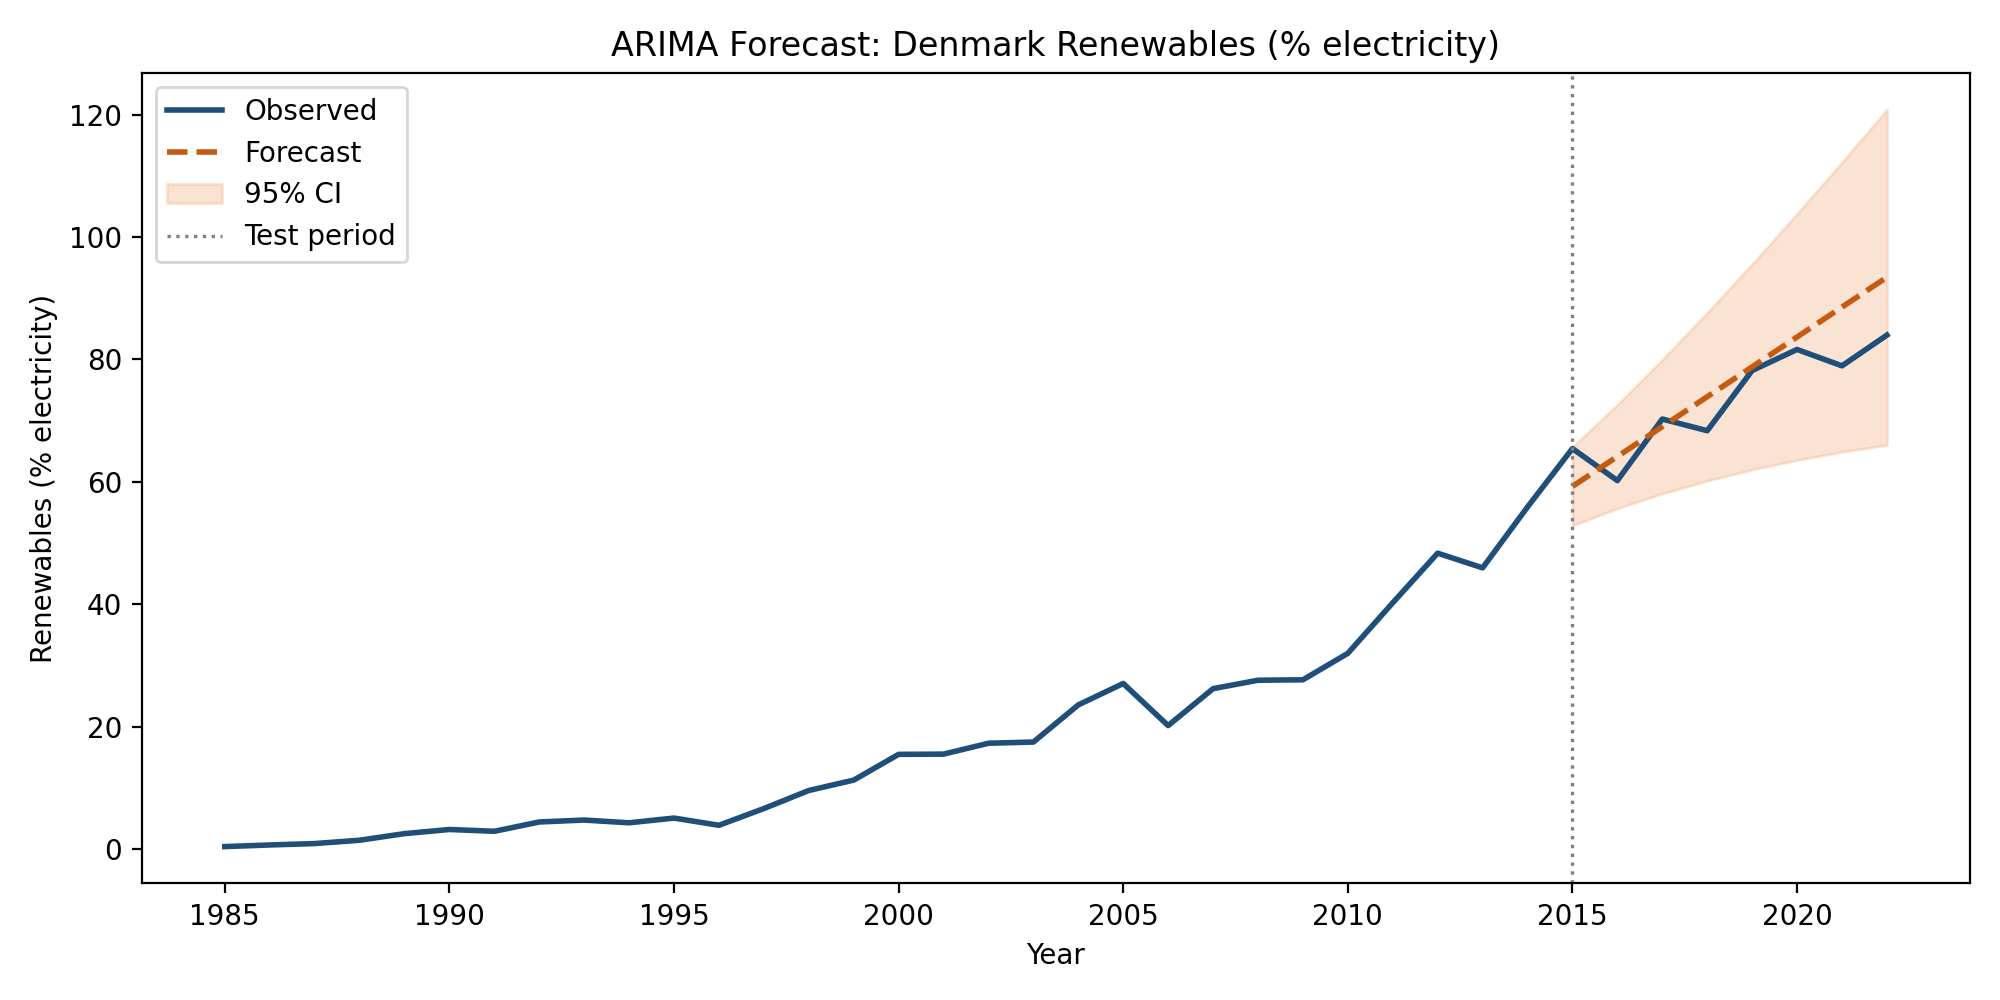 ARIMA Forecast: Denmark Renewables (% electricity)
Observed
Forecast
95% CI
Test period
Renewables (% electricity)
120
100
80
60
40
20
0
1985 1990 1995 2000 2005 2010 2015 2020
Year